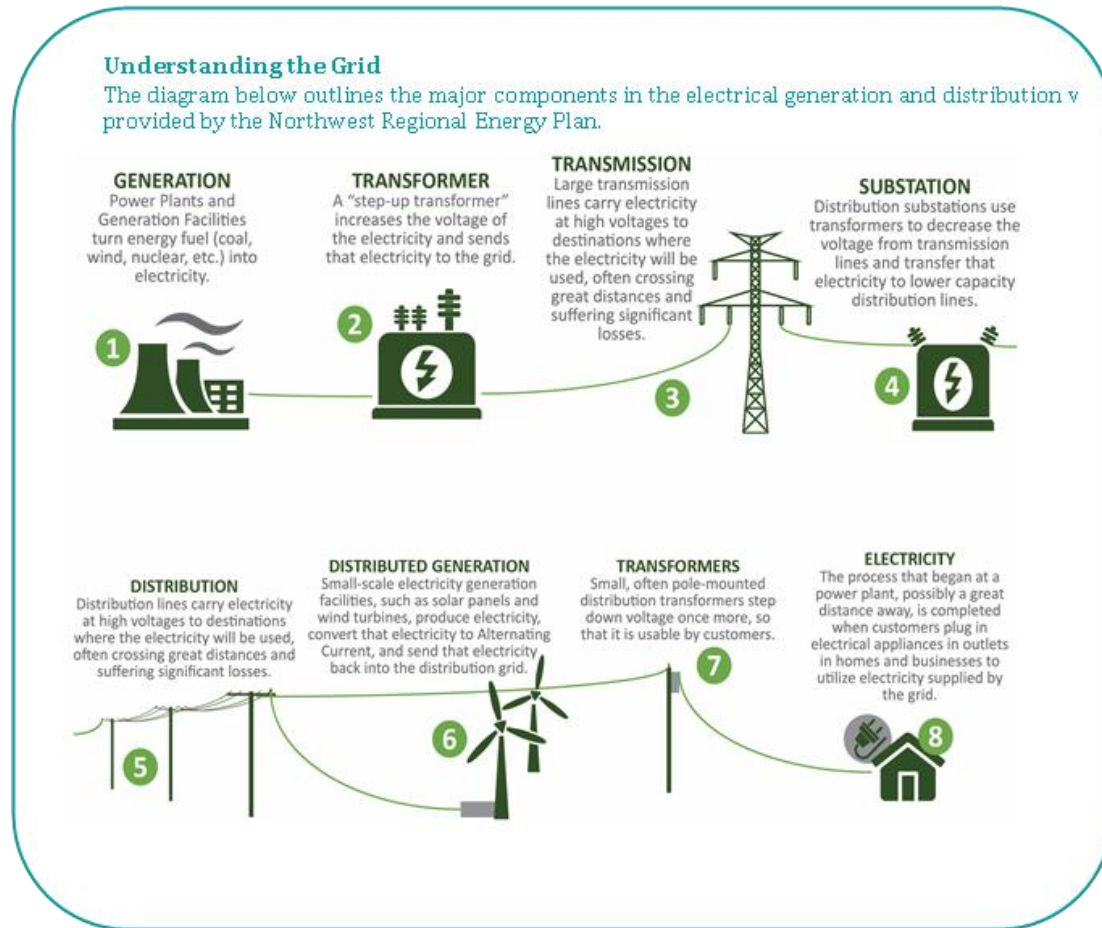 Understanding the Grid
The diagram below outlines the major components in the electrical generation and distribution
provided by the Northwest Regional Energy Plan.
GENERATION
Power Plants and
Generation Facilities
turn energy fuel (coal,
wind, nuclear, etc.) into
electricity.
1
TRANSFORMER
A “step-up transformer”
increases the voltage of
the electricity and sends
that electricity to the grid.
2
TRANSMISSION
Large transmission
lines carry electricity
at high voltages to
destinations where
the electricity will be
used, often crossing
great distances and
suffering significant
losses.
3
SUBSTATION
Distribution substations use
transformers to decrease the
voltage from transmission
lines and transfer that
electricity to lower capacity
distribution lines.
4
DISTRIBUTION
Distribution lines carry electricity
at high voltages to destinations
where the electricity will be used,
often crossing great distances and
suffering significant losses.
5
DISTRIBUTED GENERATION
Small-scale electricity generation
facilities, such as solar panels and
wind turbines, produce electricity,
convert that electricity to Alternating
Current, and send that electricity
back into the distribution grid.
6
TRANSFORMERS
Small, often pole-mounted
distribution transformers step
down voltage once more, so
that it is usable by customers.
7
ELECTRICITY
The process that began at a
power plant, possibly a great
distance away, is completed
when customers plug in
electrical appliances in outlets
in homes and businesses to
utilize electricity supplied by
the grid.
8